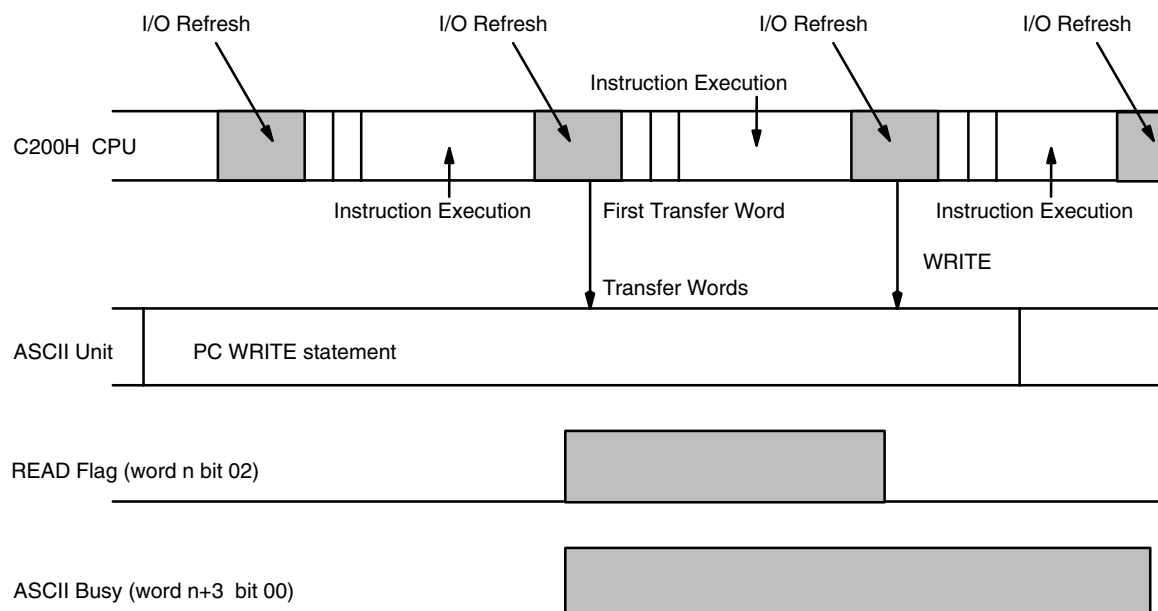 I/O Refresh
I/O Refresh
I/O Refresh
I/O Refresh
Instruction Execution
C200H CPU
Instruction Execution
First Transfer Word
Instruction Execution
WRITE
Transfer Words
ASCII Unit
PC WRITE statement
READ Flag (word n bit 02)
ASCII Busy (word n+3 bit 00)